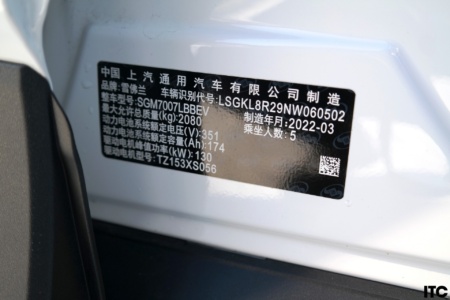 中国上汽通用汽车有限公司制造
品牌:雪佛兰 车辆识别代号:LSGKL8R29NW060502
车辆型号:SGM7007LBBEV 制造年月:2022-03
最大允许总质量(kg):2080 乘坐人数:5
动力电池系统额定电压(V):351
动力电池系统额定容量(Ah):174
驱动电机峰值功率(kW):130
驱动电机型号:TZ153XS056
ITC